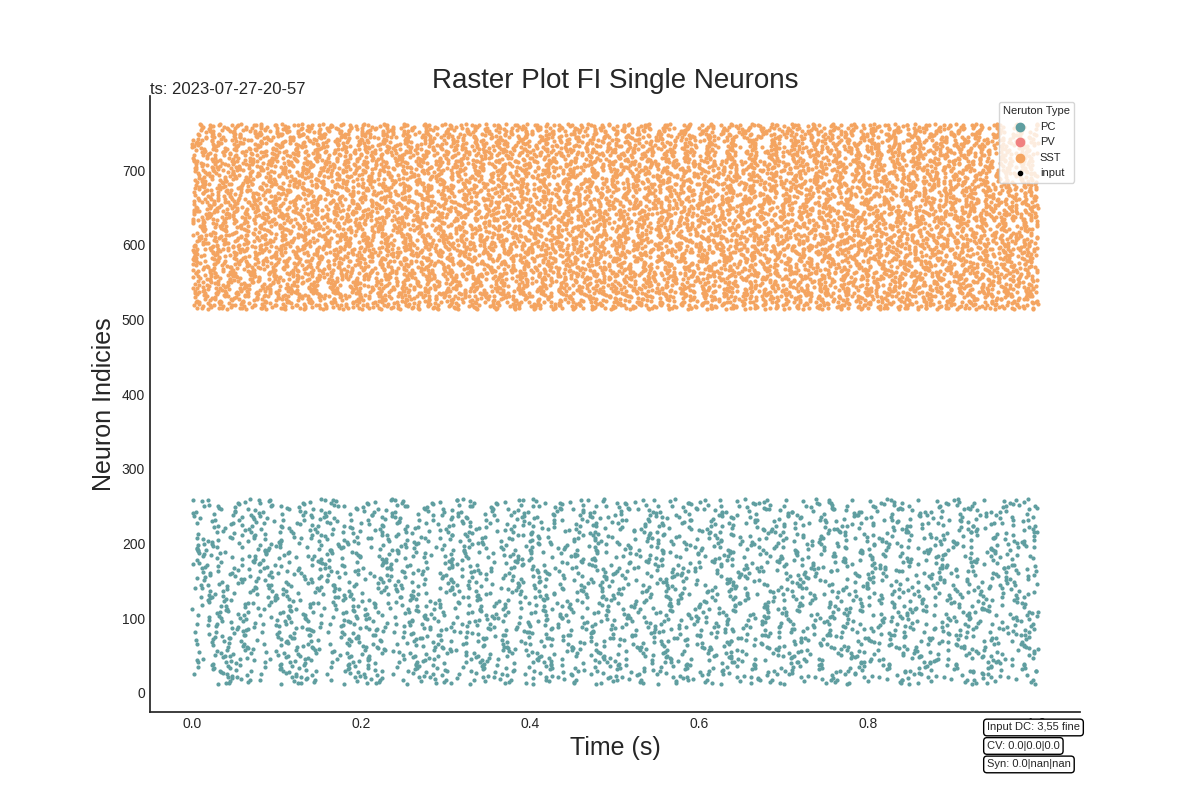 Raster Plot FI Single Neurons
ts: 2023-07-27-20-57
Neruton Type
PC
PV
SST
input
Neuron Indicies
700
600
500
400
300
200
100
0
0.0
0.2
0.4
0.6
0.8
Time (s)
Input DC: 3,55 fine
CV: 0.0|0.0|0.0
Syn: 0.0|nan|nan